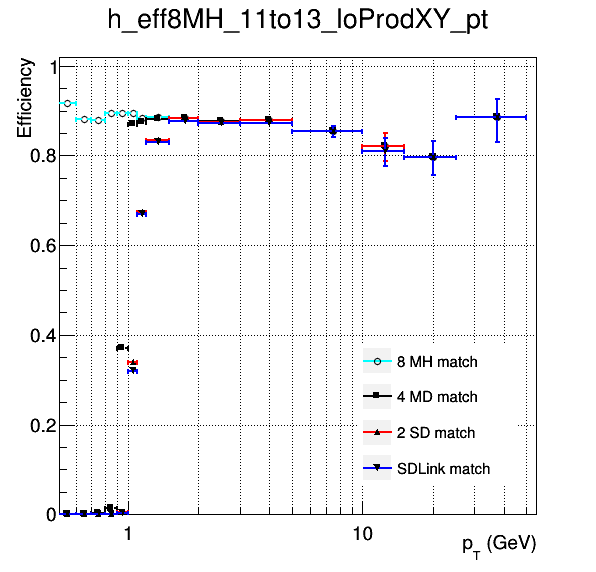 h_eff8MH_11to13_loProdXY_pt
Efficiency
1
0.8
0.6
0.4
0.2
0
8 MH match
4 MD match
2 SD match
SDLink match
1
10
p_T (GeV)